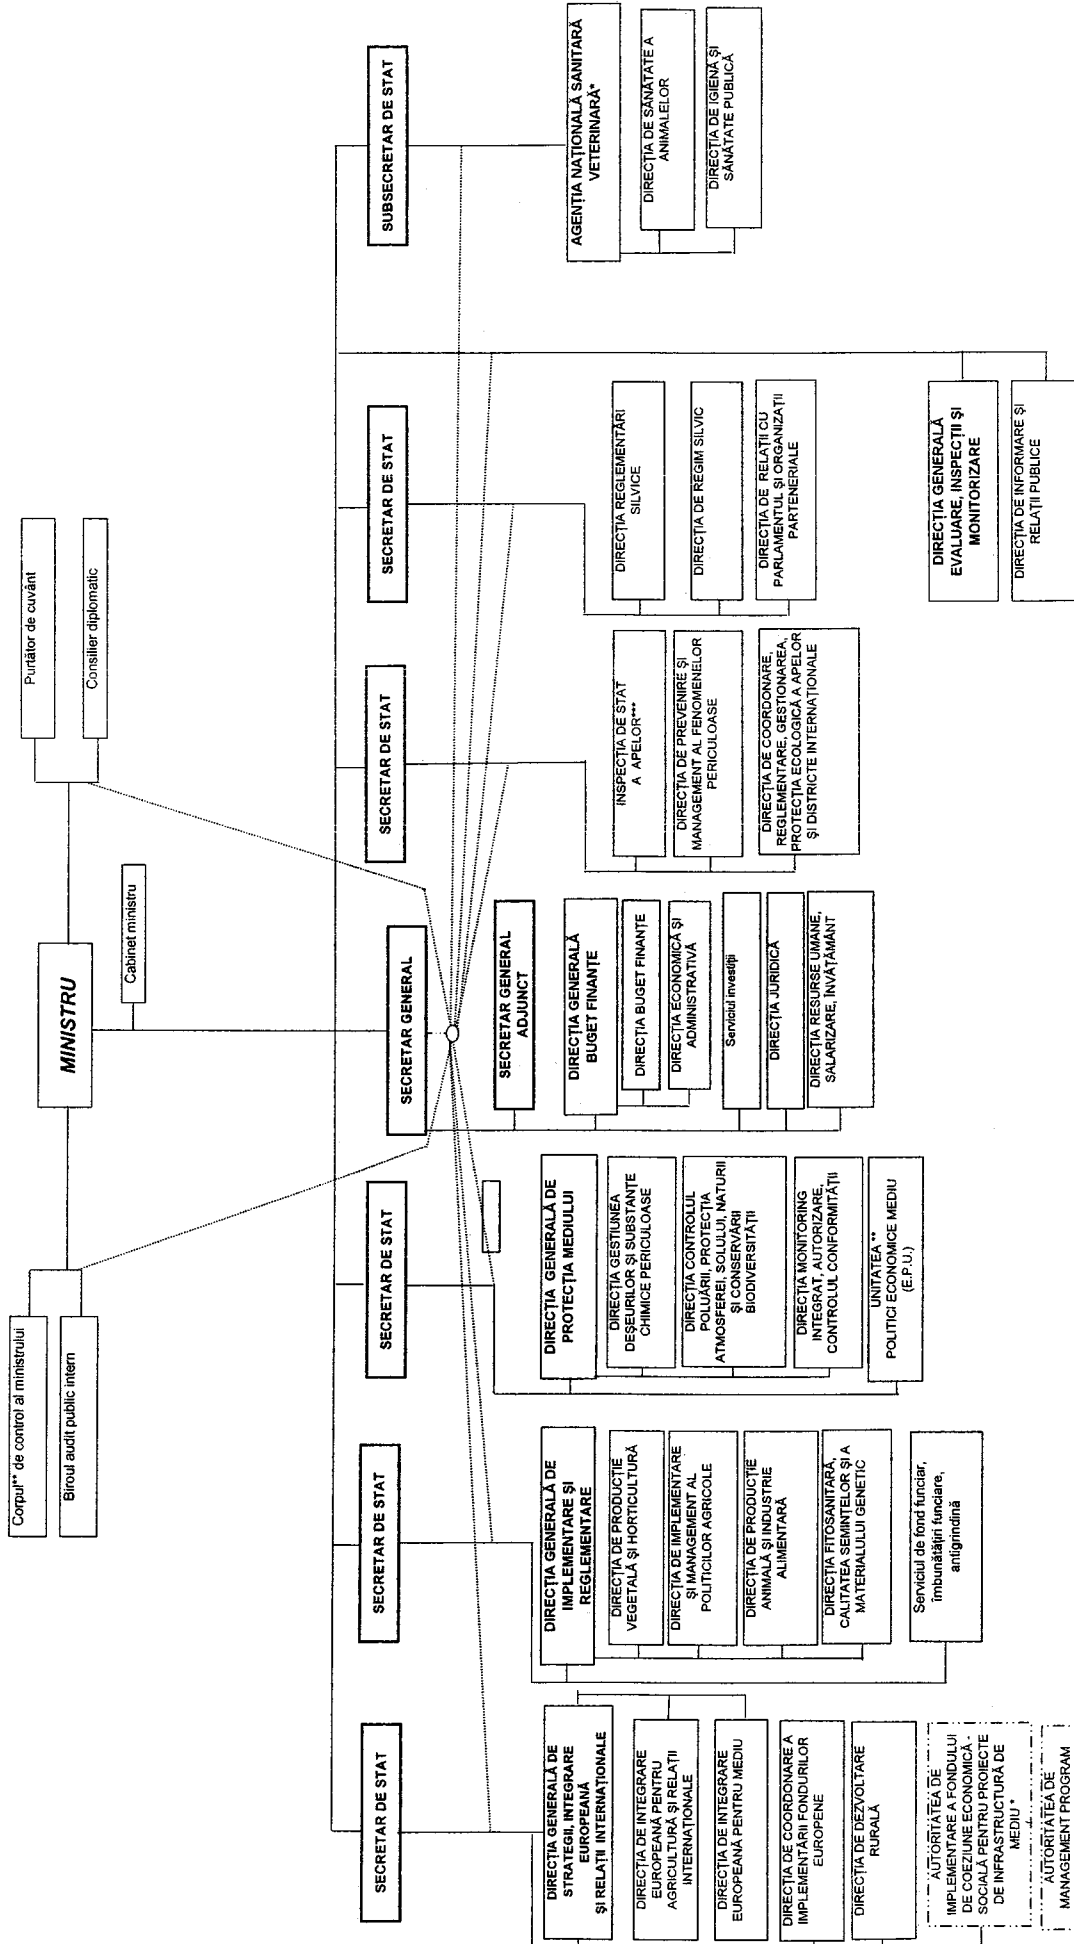 MINISTRU
Corpul** de control al ministrului
Biroul audit public intern
Purtător de cuvânt
Consilier diplomatic
Cabinet ministru
SECRETAR DE STAT
DIRECȚIA GENERALĂ DE
STRATEGII, INTEGRARE
EUROPEANĂ
ȘI RELAȚII INTERNAȚIONALE
DIRECȚIA DE INTEGRARE
EUROPEANĂ PENTRU
AGRICULTURĂ ȘI RELAȚII
INTERNAȚIONALE
DIRECȚIA DE INTEGRARE
EUROPEANĂ PENTRU MEDIU
DIRECȚIA DE COORDONARE A
IMPLEMENTĂRII FONDURILOR
EUROPENE
DIRECȚIA DE DEZVOLTARE
RURALĂ
AUTORITATEA DE
IMPLEMENTARE A FONDULUI
DE COEZIUNE ECONOMICĂ -
SOCIALĂ PENTRU PROIECTE
DE INFRASTRUCTURĂ DE
MEDIU *
AUTORITATEA DE
MANAGEMENT PROGRAM
SECRETAR DE STAT
DIRECȚIA GENERALĂ DE
IMPLEMENTARE ȘI
REGLEMENTARE
DIRECȚIA DE PRODUCȚIE
VEGETALĂ ȘI HORTICULTURĂ
DIRECȚIA DE IMPLEMENTARE
ȘI MANAGEMENT AL
POLITICILOR AGRICOLE
DIRECȚIA DE PRODUCȚIE
ANIMALĂ ȘI INDUSTRIE
ALIMENTARĂ
DIRECȚIA FITOSANITARĂ,
CALITATEA SEMINȚELOR ȘI A
MATERIALULUI GENETIC
Serviciul de fond funciar,
îmbunătățiri funciare,
antigrindină
SECRETAR DE STAT
DIRECȚIA GENERALĂ DE
PROTECȚIA MEDIULUI
DIRECȚIA GESTIUNEA
DEȘEURILOR ȘI SUBSTANȚE
CHIMICE PERICULOASE
DIRECȚIA CONTROLUL
POLUĂRII, PROTECȚIA
ATMOSFEREI, SOLULUI, NATURII
ȘI CONSERVĂRII
BIODIVERSITĂȚII
DIRECȚIA MONITORING
INTEGRAT, AUTORIZARE,
CONTROLUL CONFORMITĂȚII
UNITATEA **
POLITICI ECONOMICE MEDIU
(E.P.U.)
SECRETAR GENERAL
SECRETAR GENERAL
ADJUNCT
DIRECȚIA GENERALĂ
BUGET FINANȚE
DIRECȚIA BUGET FINANȚE
DIRECȚIA ECONOMICĂ ȘI
ADMINISTRATIVĂ
Serviciul investiții
DIRECȚIA JURIDICĂ
DIRECȚIA RESURSE UMANE,
SALARIZARE, ÎNVĂȚĂMÂNT
SECRETAR DE STAT
INSPECȚIA DE STAT
A APELOR***
DIRECȚIA DE PREVENIRE ȘI
MANAGEMENT AL FENOMENELOR
PERICULOASE
DIRECȚIA DE COORDONARE,
REGLEMENTARE, GESTIONAREA,
PROTECȚIA ECOLOGICĂ A APELOR
ȘI DISTRICTE INTERNAȚIONALE
SECRETAR DE STAT
DIRECȚIA REGLEMENTĂRI
SILVICE
DIRECȚIA DE REGIM SILVIC
DIRECȚIA DE RELAȚII CU
PARLAMENTUL ȘI ORGANIZAȚII
PARTENERIALE
DIRECȚIA GENERALĂ
EVALUARE, INSPECȚII ȘI
MONITORIZARE
DIRECȚIA DE INFORMARE ȘI
RELAȚII PUBLICE
SUBSECRETAR DE STAT
AGENȚIA NAȚIONALĂ SANITARĂ
VETERINARĂ*
DIRECȚIA DE SĂNĂTATE A
ANIMALELOR
DIRECȚIA DE IGIENĂ ȘI
SĂNĂTATE PUBLICĂ